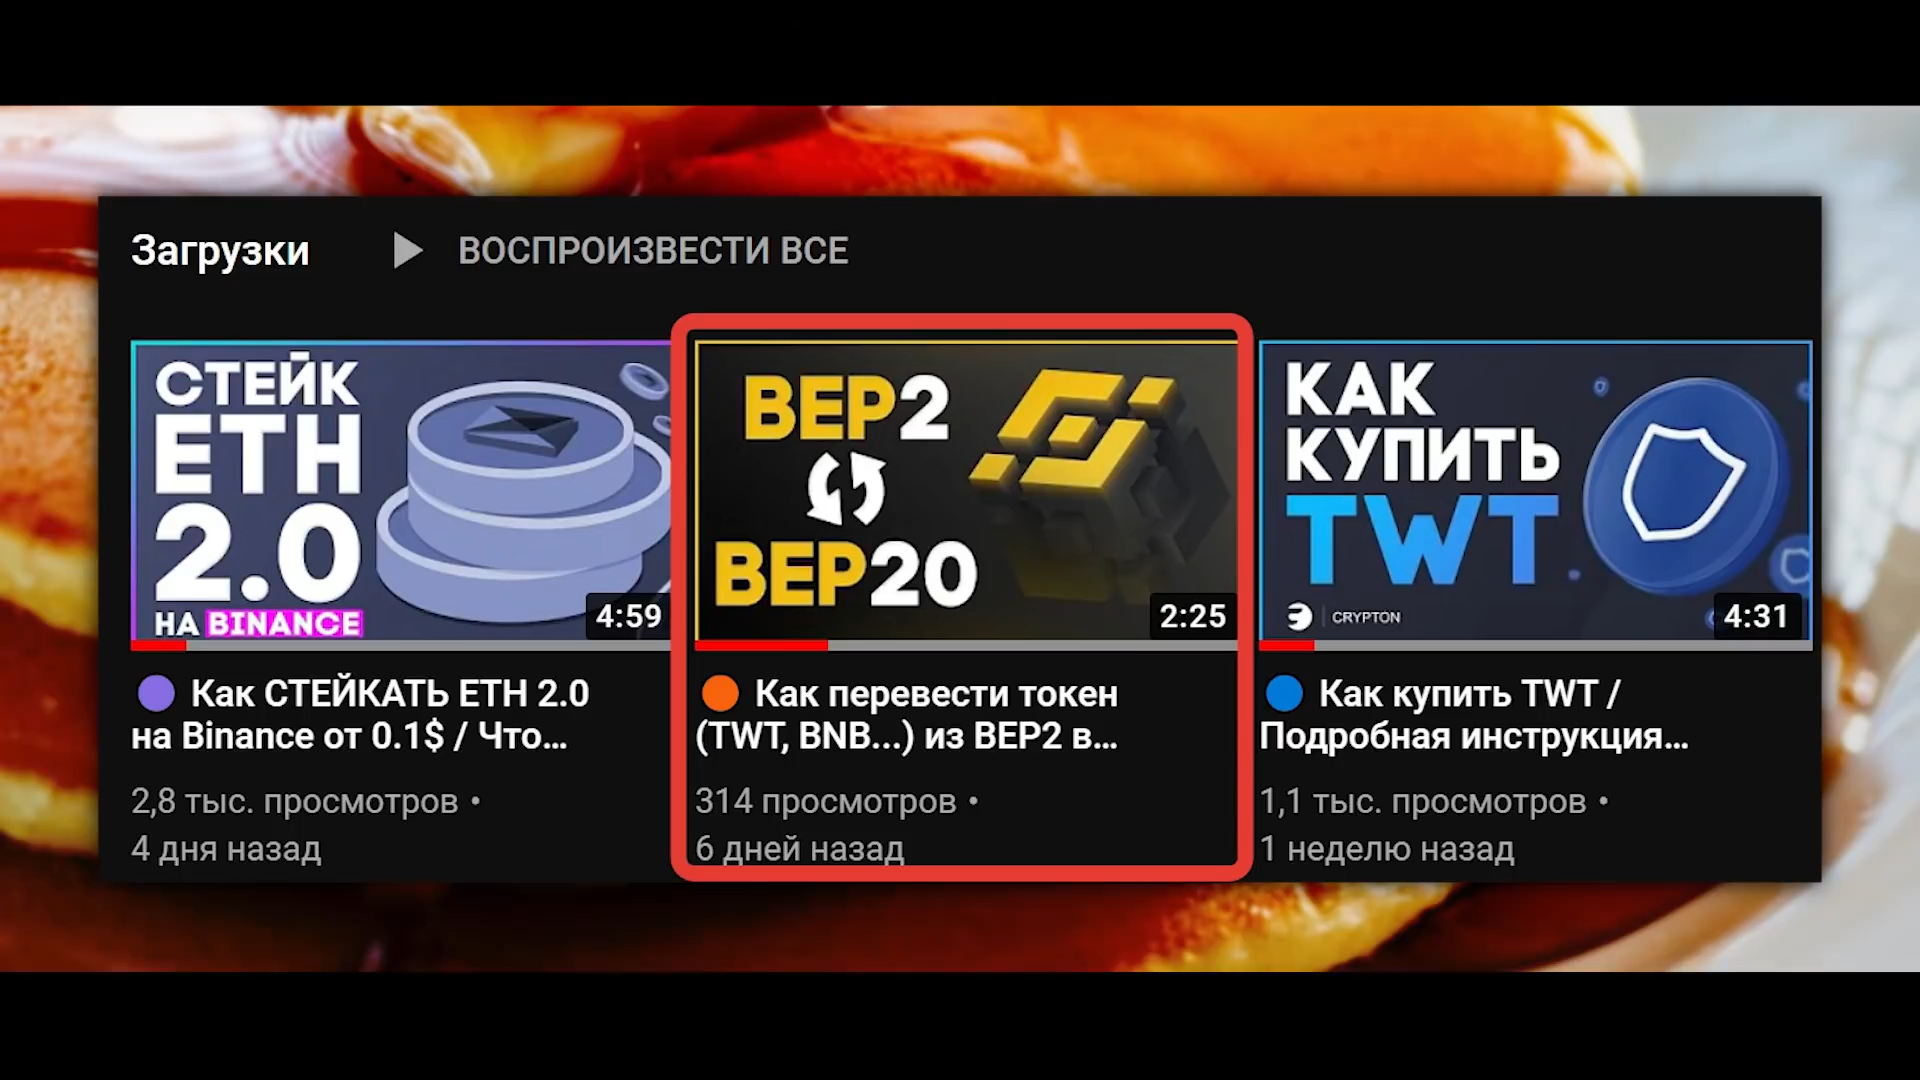 Загрузки
ВОСПРОИЗВЕСТИ ВСЕ
СТЕЙК
ETH
2.0
НА BINANCE
4:59
Как СТЕЙКАТЬ ETH 2.0
на Binance от 0.1$ / Что...
2,8 тыс. просмотров •
4 дня назад
BEP2
BEP20
2:25
Как перевести токен
(TWT, BNB...) из BEP2 в...
314 просмотров •
6 дней назад
КАК
КУПИТЬ
TWT
CRYPTON
4:31
Как купить TWT /
Подробная инструкция...
1,1 тыс. просмотров •
1 неделю назад